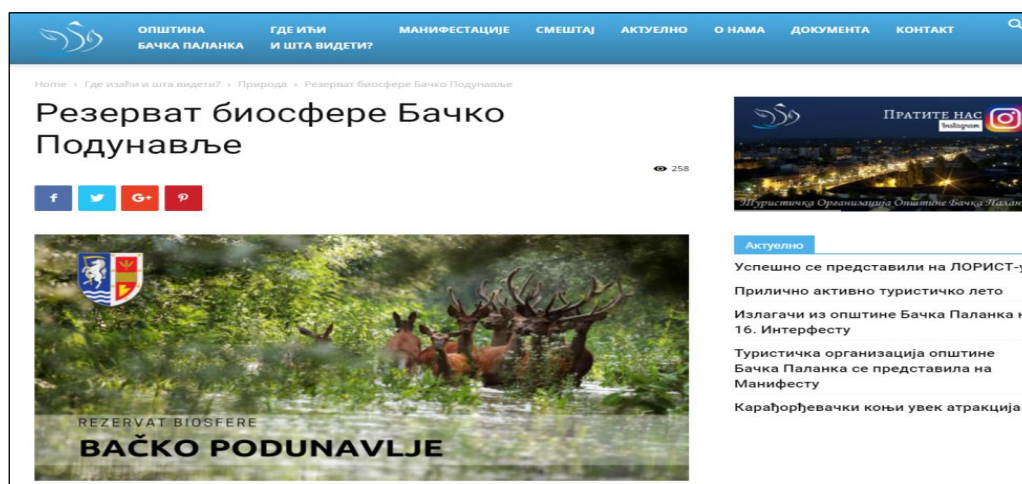 ОПШТИНА
БАЧКА ПАЛАНКА
ГДЕ ИЋИ
И ШТА ВИДЕТИ?
МАНИФЕСТАЦИЈЕ
СМЕШТАЈ
АКТУЕЛНО
О НАМА
ДОКУМЕНТА
КОНТАКТ
Home › Где изаћи и шта видети? › Природа › Резерват биосфере Бачко Подунавље
Резерват биосфере Бачко
Подунавље
258
f
G+
REZERVAT BIOSFERE
BAČKO PODUNAVLJE
ПРАТИТЕ НАС
Instagram
Туристичка Организација Општине Бачка
Актуелно
Успешно се представили на ЛОРИСТ-у
Прилично активно туристичко лето
Излагачи из општине Бачка Паланка
16. Интерфесту
Туристичка организација општине
Бачка Паланка се представила на
Манифесту
Карађорђевачки коњи увек атракција